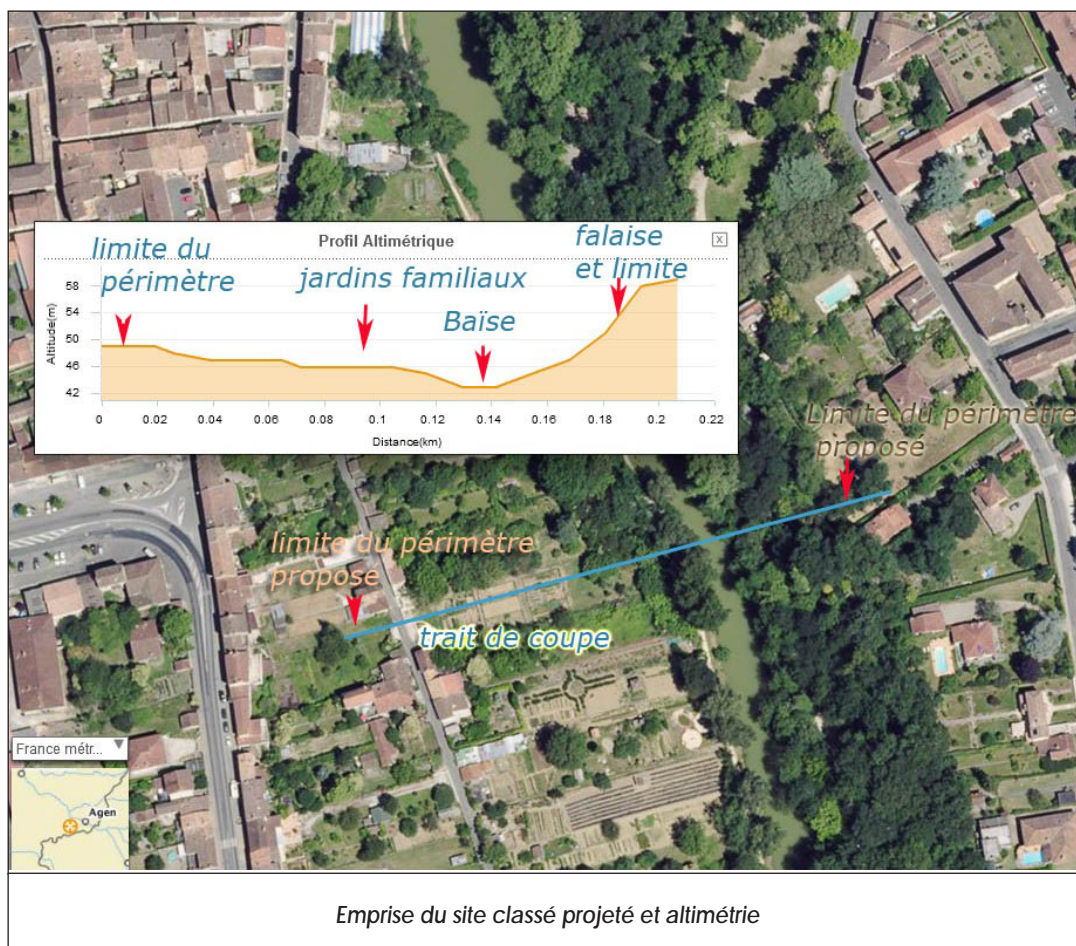 Profil Altimétrique
x
limite du
périmètre
jardins familiaux
Baïse
falaise
et limite
Altitude(m)
58
54
50
46
42
0
0.02
0.04
0.06
0.08
0.1
0.12
0.14
0.16
0.18
0.2
0.22
Distance(km)
Limite du périmètre
proposé
limite du périmètre
proposé
trait de coupe
France métr...
Agen
Emprise du site classé projeté et altimétrie